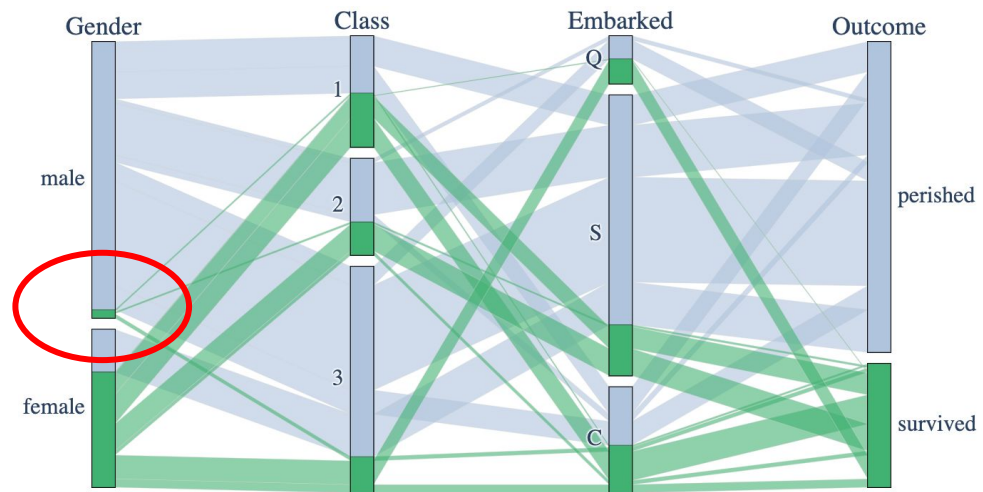 Gender
Class
Embarked
Outcome
Q
1
male
2
perished
S
3
female
survived
C